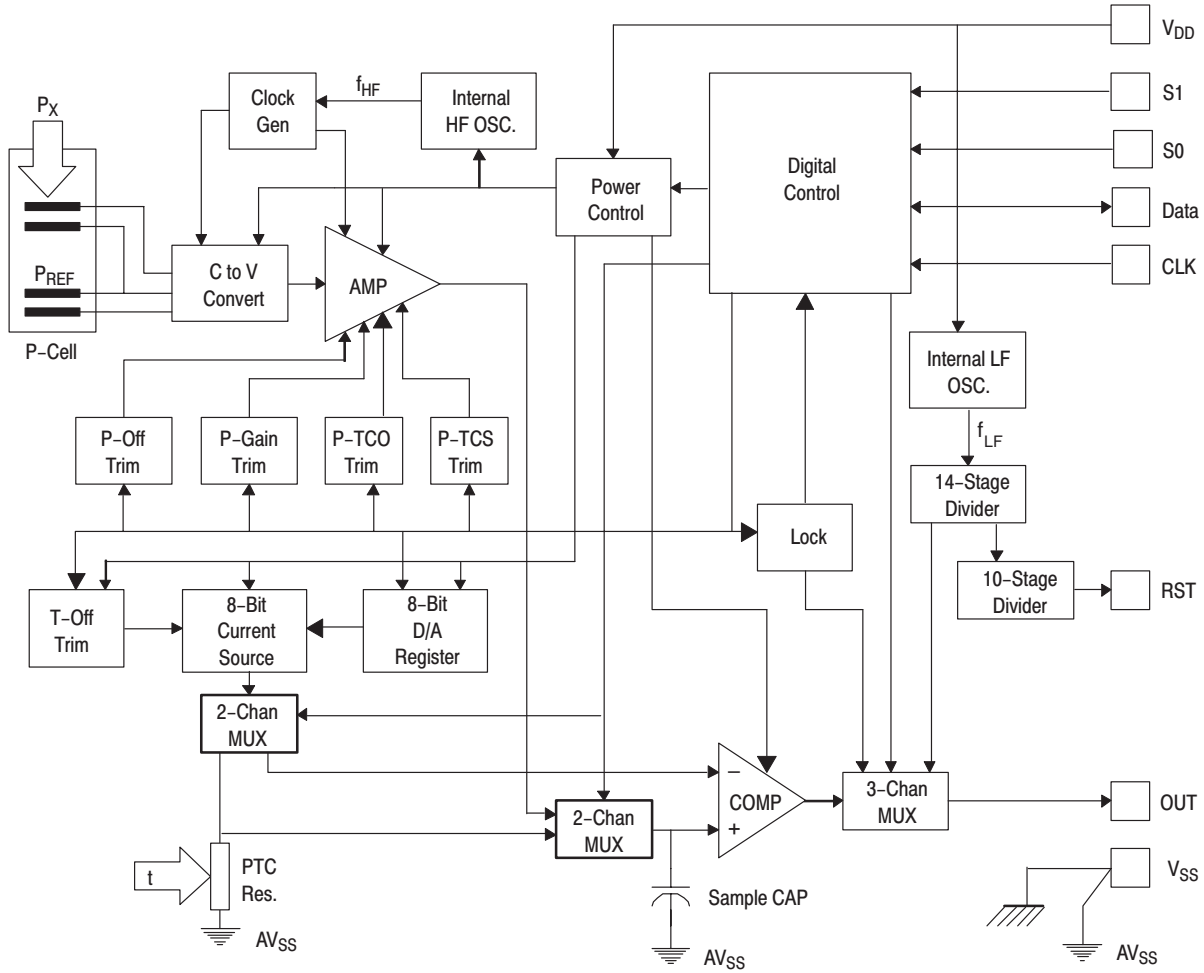 V_DD
S1
S0
Data
CLK
P_X
Clock
Gen
f_HF
Internal
HF OSC.
Digital
Control
Power
Control
P_REF
C to V
Convert
AMP
P–Cell
Internal LF
OSC.
f_LF
P–Off
Trim
P–Gain
Trim
P–TCO
Trim
P–TCS
Trim
14–Stage
Divider
Lock
10–Stage
Divider
RST
T–Off
Trim
8–Bit
Current
Source
8–Bit
D/A
Register
2–Chan
MUX
–
COMP
+
3–Chan
MUX
OUT
2–Chan
MUX
t
PTC
Res.
Sample CAP
V_SS
AV_SS
AV_SS
AV_SS